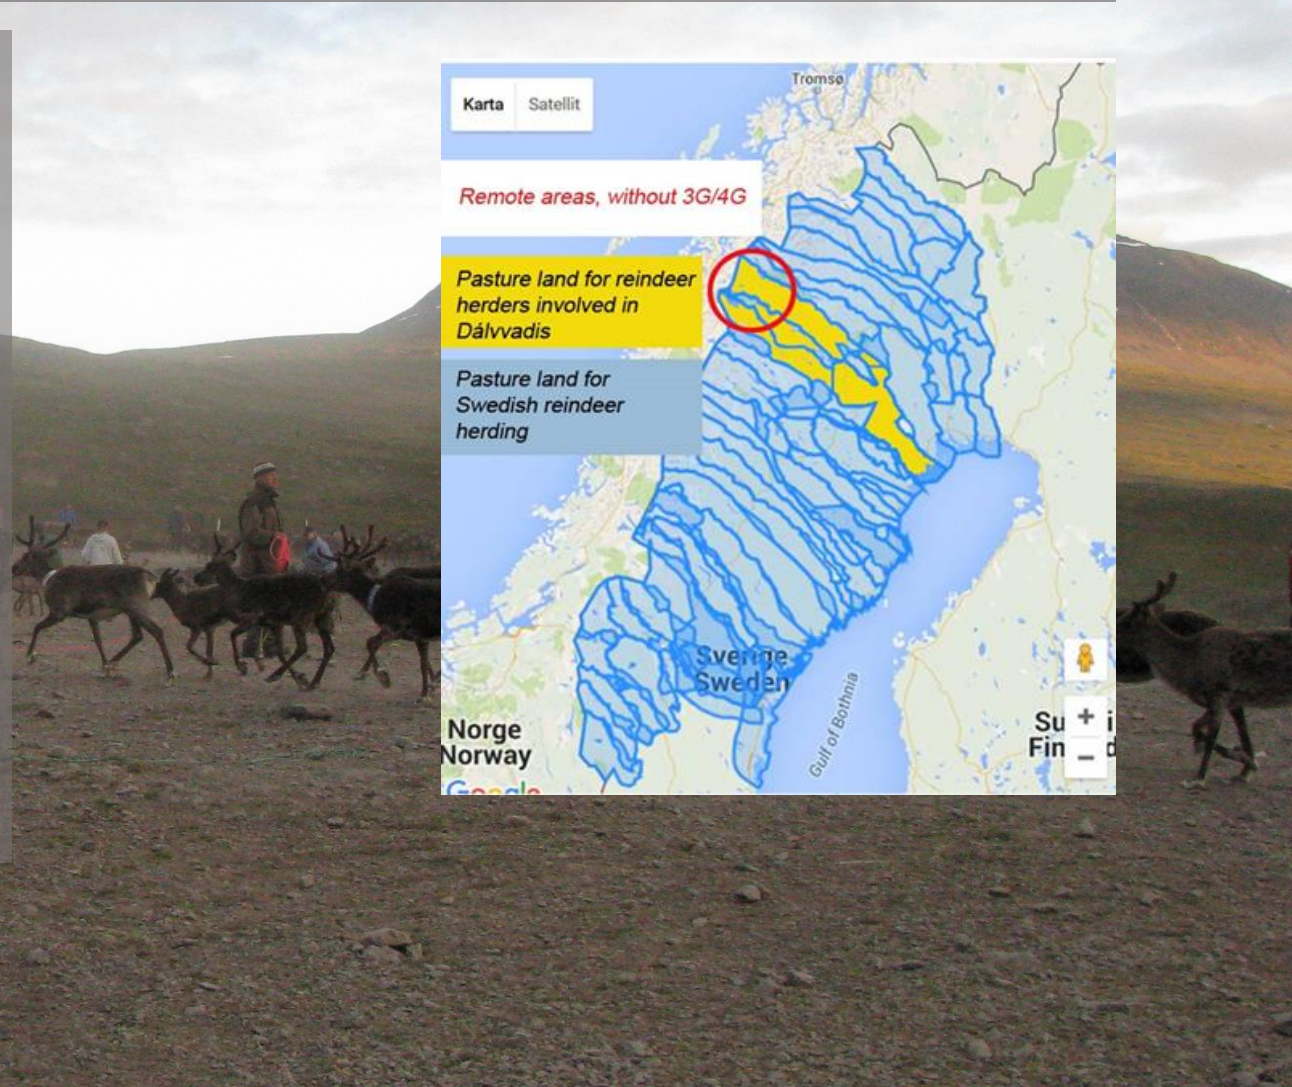 Tromsø
Karta Satellit
Remote areas, without 3G/4G
Pasture land for reindeer
herders involved in
Dálvvadis
Pasture land for
Swedish reindeer
herding
Sverige
Sweden
Gulf of Bothnia
Norge
Norway
Google
+
−